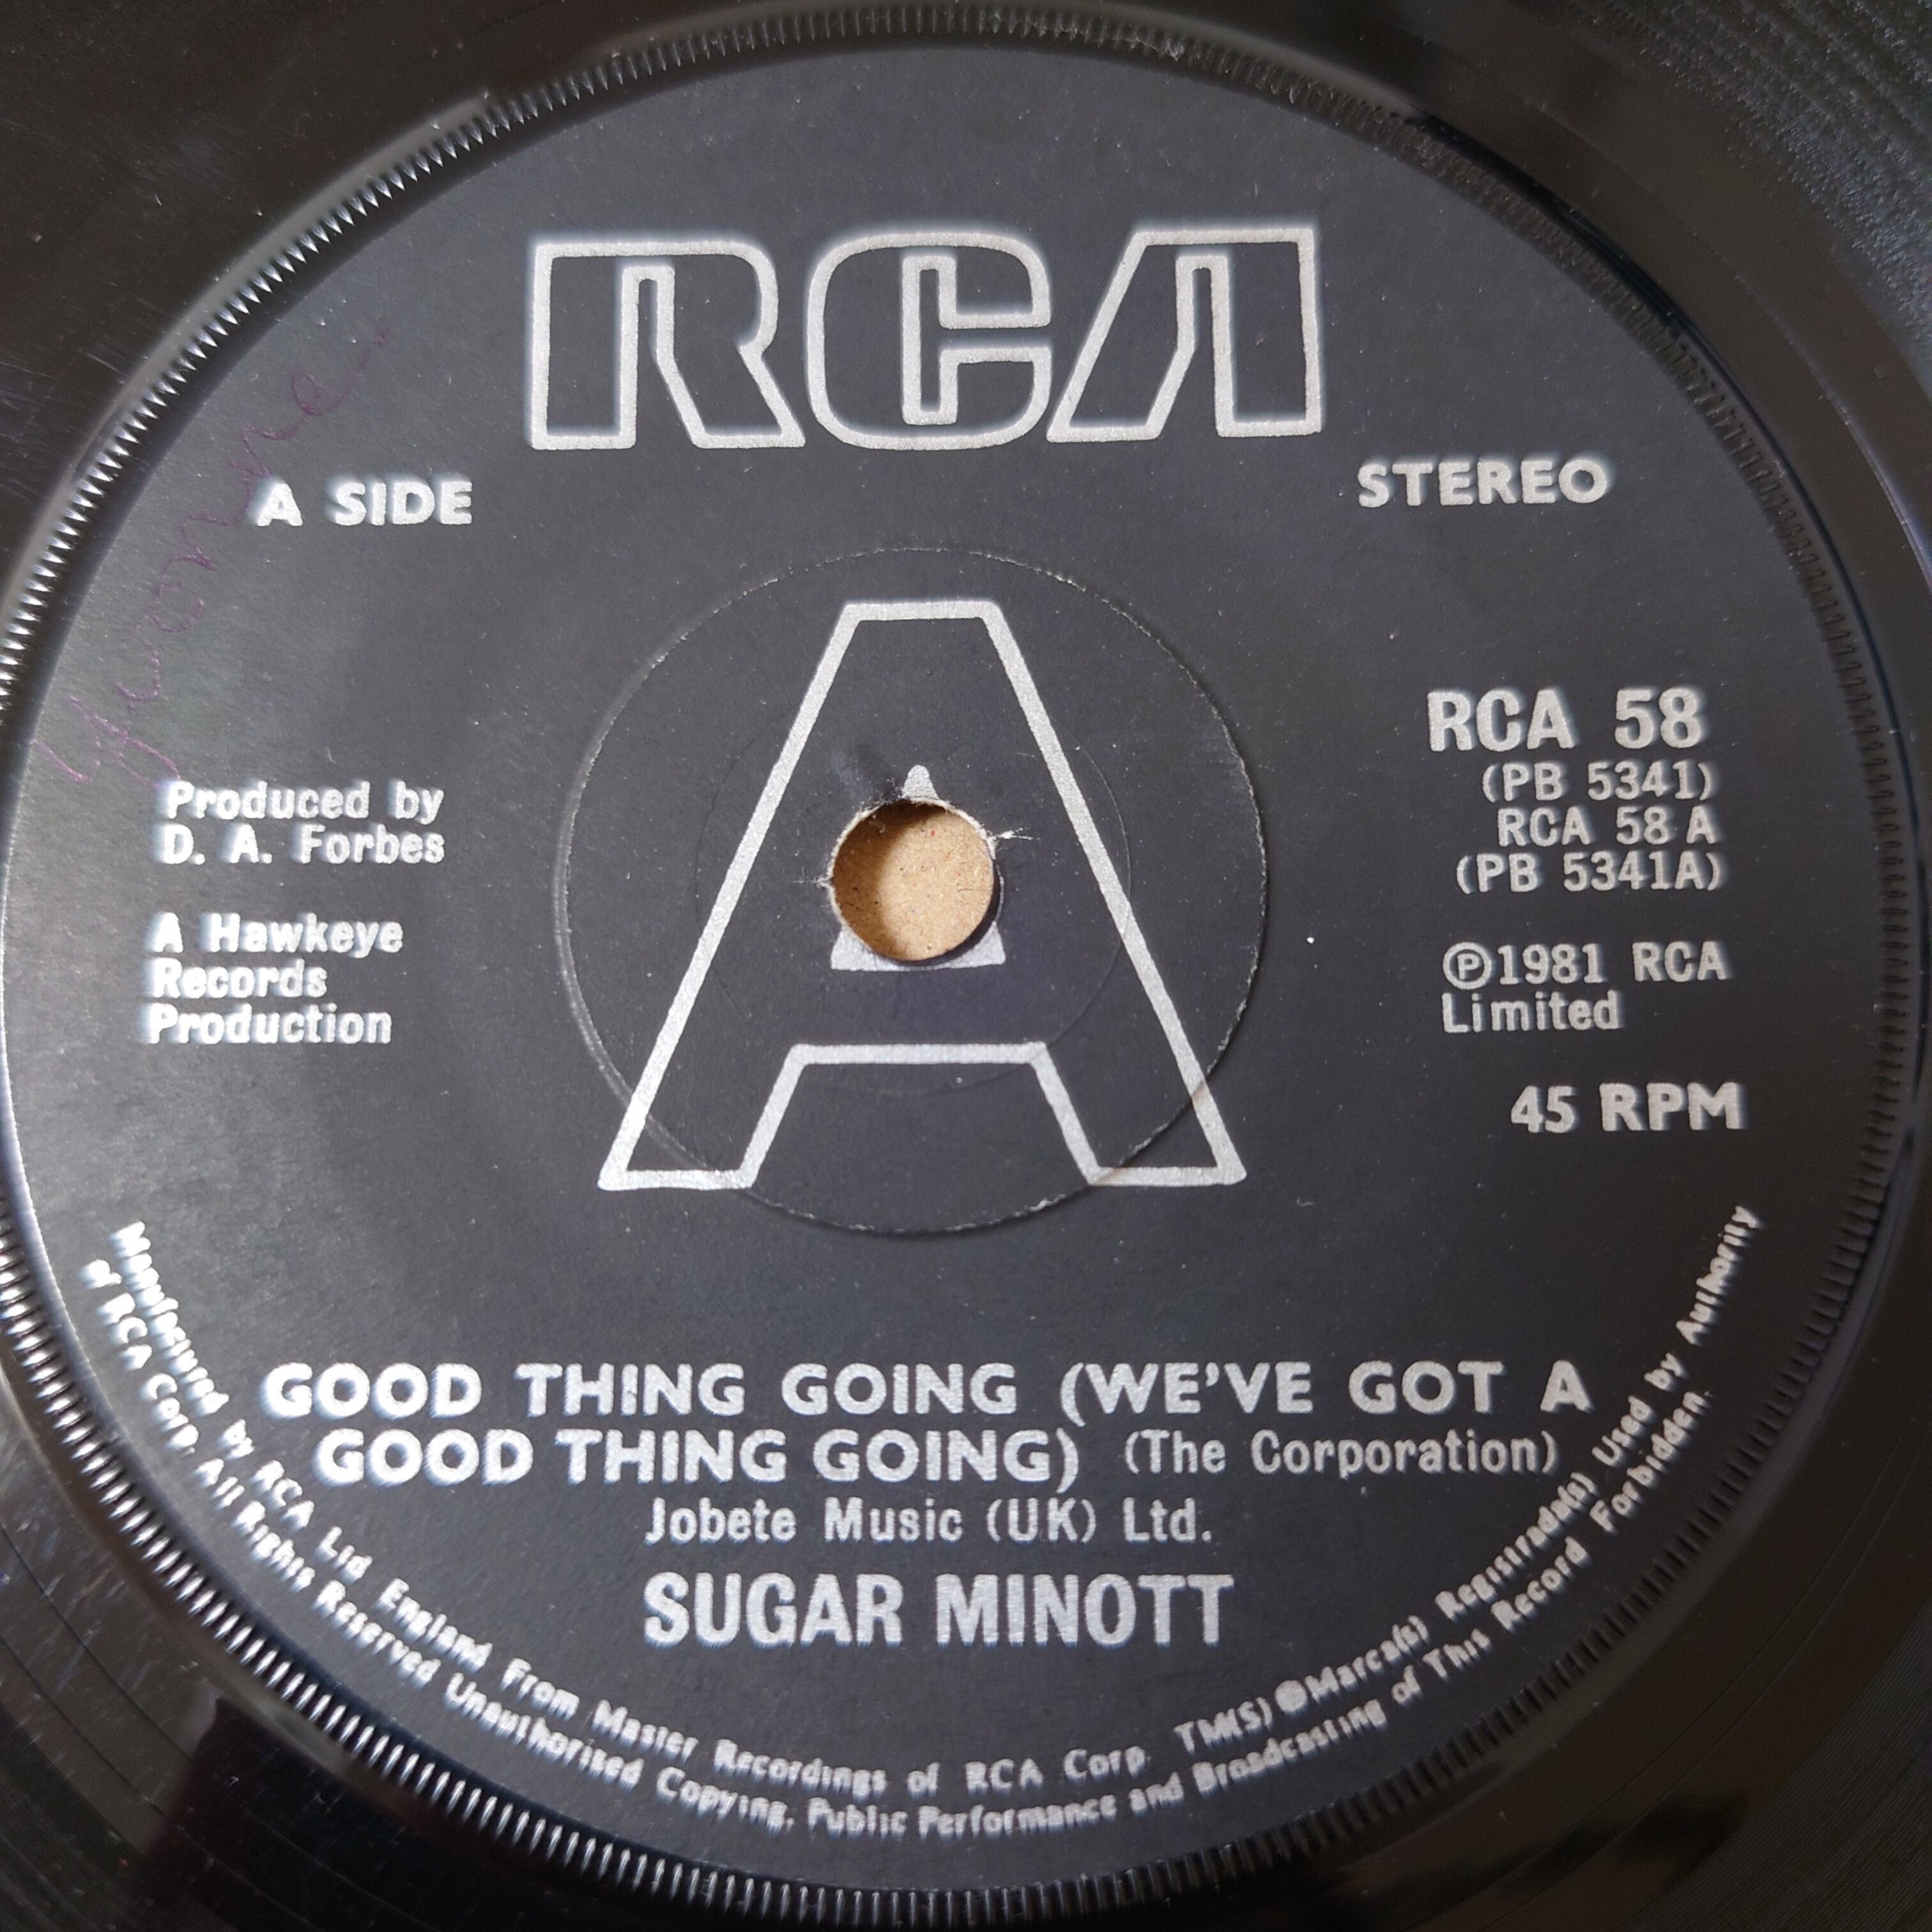 RCA
A SIDE
STEREO
A
Produced by
D. A. Forbes
A Hawkeye
Records
Production
RCA 58
(PB 5341)
RCA 58 A
(PB 5341A)
Ⓟ1981 RCA
Limited
45 RPM
GOOD THING GOING (WE'VE GOT A
GOOD THING GOING) (The Corporation)
Jobete Music (UK) Ltd.
SUGAR MINOTT
Manufactured by RCA Ltd England From Master Recordings of RCA Corp. TM(S) ®Marca(s) Registrada(s) Used by Authority
of RCA Corp. All Rights Reserved Unauthorised Copying, Public Performance and Broadcasting of This Record Forbidden.